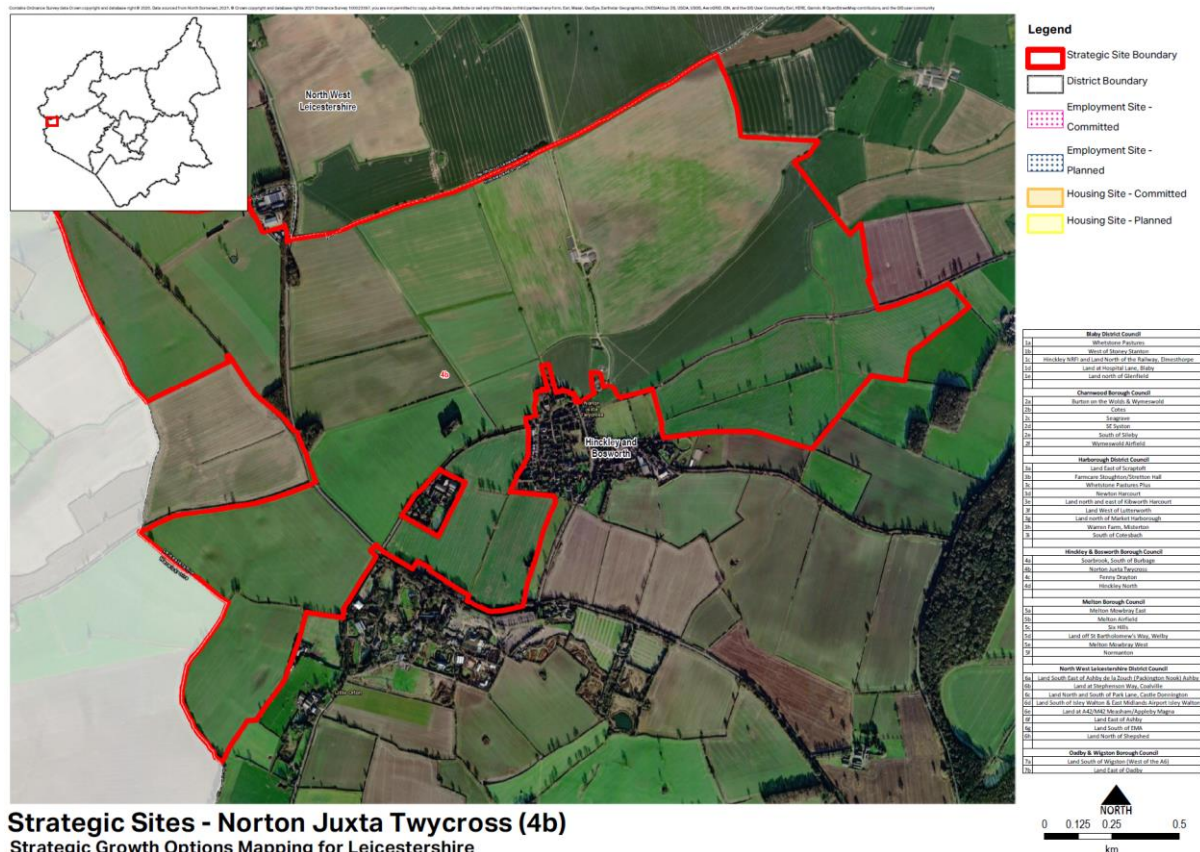 Legend
Strategic Site Boundary
District Boundary
Employment Site -
Committed
Employment Site -
Planned
Housing Site - Committed
Housing Site - Planned
North West
Leicestershire
4b
Hinckley and
Bosworth
Blaby District Council
1a Whetstone Pastures
1b West of Stoney Stanton
1c Hinckley NRFI and Land North of the Railway, Elmesthorpe
1d Land at Hospital Lane, Blaby
1e Land north of Glenfield
Charnwood Borough Council
2a Burton on the Wolds & Wymeswold
2b Cotes
2c Seagrave
2d SE Syston
2e South of Sileby
2f Wymeswold Airfield
Harborough District Council
3a Land East of Scraptoft
3b Farmcare Stoughton/Stretton Hall
3c Whetstone Pastures Plus
3d Newton Harcourt
3e Land north and east of Kibworth Harcourt
3f Land West of Lutterworth
3g Land north of Market Harborough
3h Warren Farm, Misterton
3i South of Cotesbach
Hinckley & Bosworth Borough Council
4a Soarbrook, South of Burbage
4b Norton Juxta Twycross
4c Fenny Drayton
4d Hinckley North
Melton Borough Council
5a Melton Mowbray East
5b Melton Airfield
5c Six Hills
5d Land off St Bartholomew's Way, Welby
5e Melton Mowbray West
5f Normanton
North West Leicestershire District Council
6a Land South East of Ashby de la Zouch (Packington Nook) Ashby
6b Land at Stephenson Way, Coalville
6c Land North and South of Park Lane, Castle Donnington
6d Land South of Isley Walton & East Midlands Airport Isley Walton
6e Land at A42/M42 Measham/Appleby Magna
6f Land East of Ashby
6g Land South of EMA
6h Land North of Shepshed
Oadby & Wigston Borough Council
7a Land South of Wigston (West of the A6)
7b Land East of Oadby
NORTH
0 0.125 0.25 0.5
km
Strategic Sites - Norton Juxta Twycross (4b)
Strategic Growth Options Mapping for Leicestershire